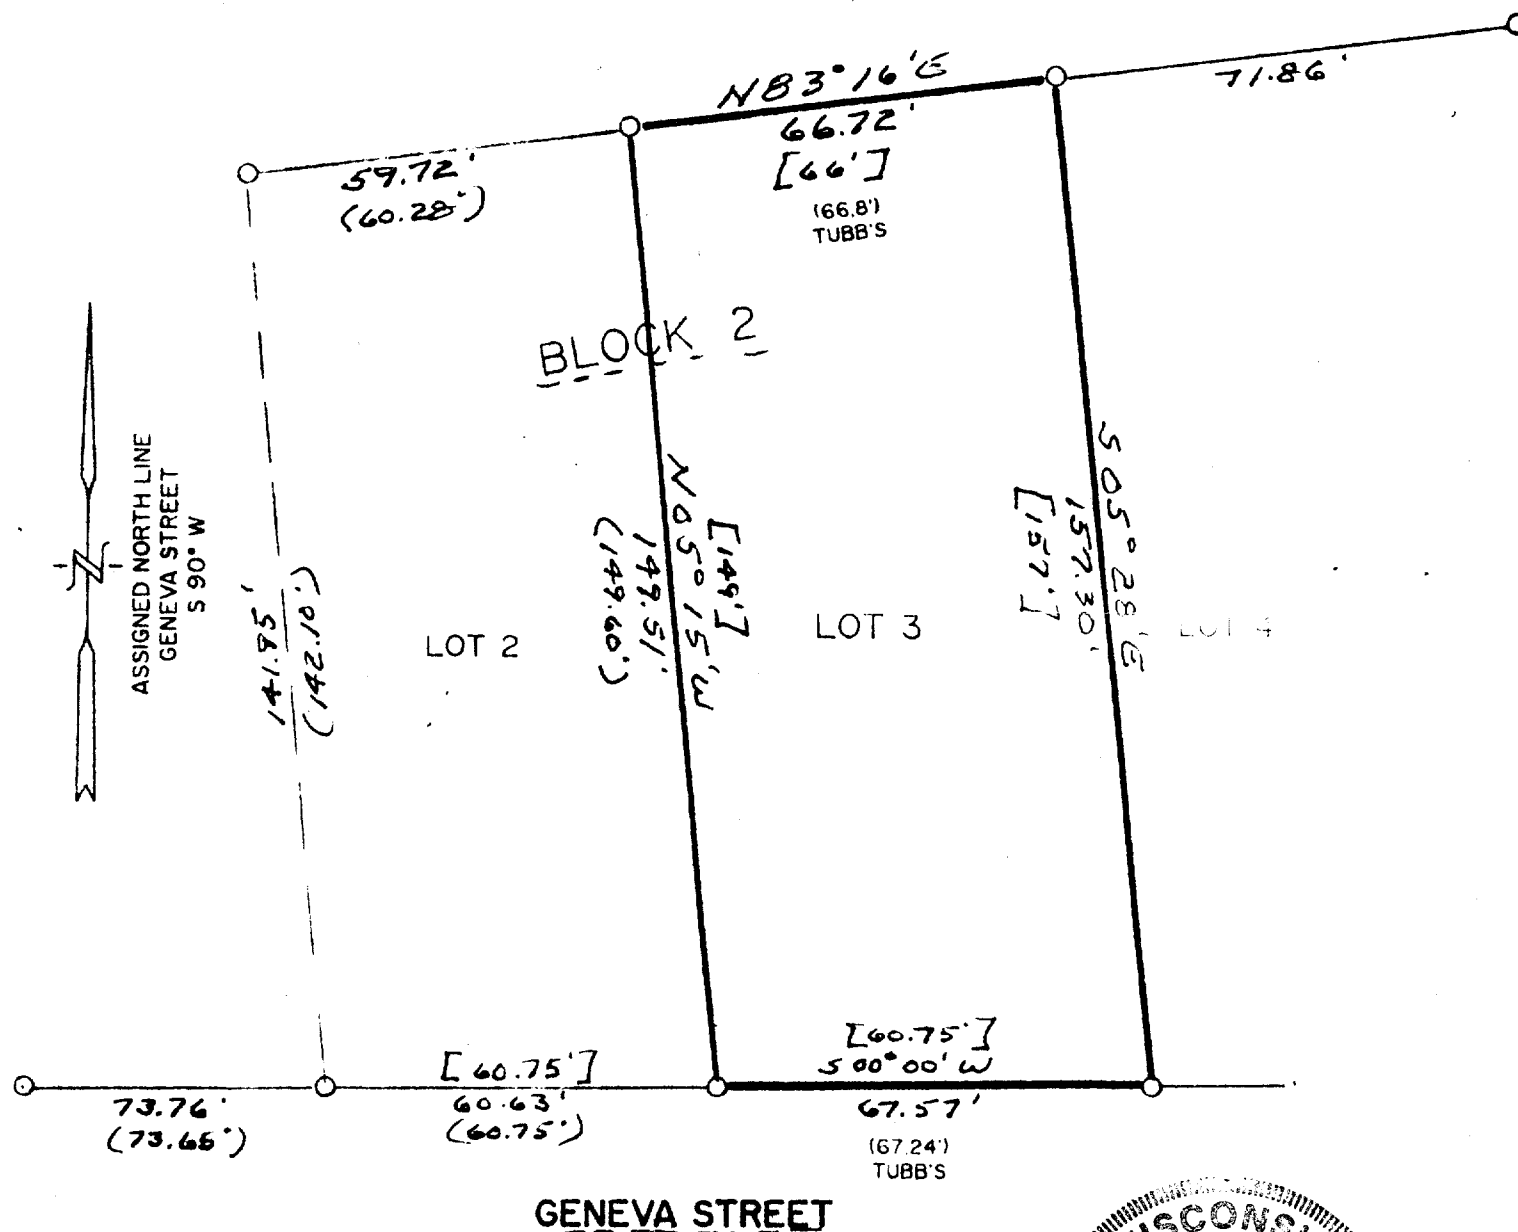 N83°16'E
66.72'
[66']
(66.8')
TUBB'S
71.86'
59.72'
(60.28')
BLOCK 2
ASSIGNED NORTH LINE
GENEVA STREET
S 90° W
N
141.95'
(142.10')
LOT 2
[149']
N05°15'W
149.51'
(149.60')
LOT 3
S05°28'E
157.30'
[157']
LOT 4
[60.75']
60.63'
(60.75')
[60.75']
S00°00'W
67.57'
(67.24')
TUBB'S
73.76'
(73.65')
GENEVA STREET